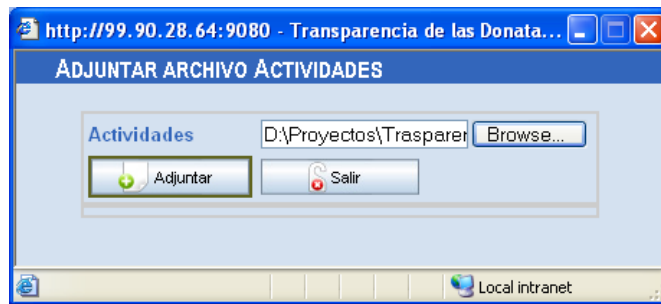 http://99.90.28.64:9080 - Transparencia de las Donata...
ADJUNTAR ARCHIVO ACTIVIDADES
Actividades D:\Proyectos\Trasparer Browse...
Adjuntar Salir
Local intranet